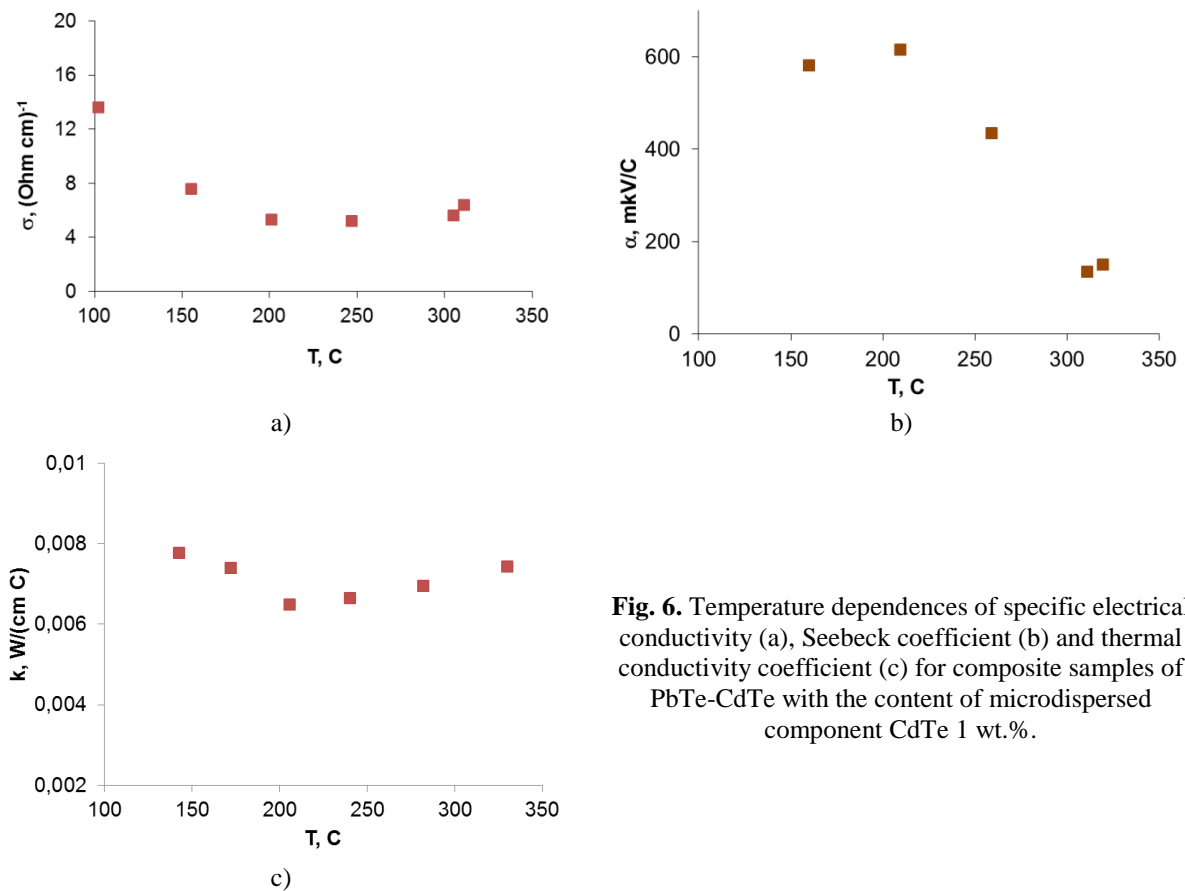 20
16
12
8
4
0
σ, (Ohm cm)-1
100 150 200 250 300 350
T, C
a)
600
400
200
0
α, mkV/C
100 150 200 250 300 350
T, C
b)
0,01
0,008
0,006
0,004
0,002
k, W/(cm C)
100 150 200 250 300 350
T, C
c)
Fig. 6. Temperature dependences of specific electrical
conductivity (a), Seebeck coefficient (b) and thermal
conductivity coefficient (c) for composite samples of
PbTe-CdTe with the content of microdispersed
component CdTe 1 wt.%.